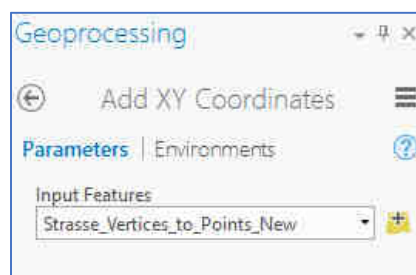 Geoprocessing
Add XY Coordinates
Parameters | Environments
Input Features
Strasse_Vertices_to_Points_New